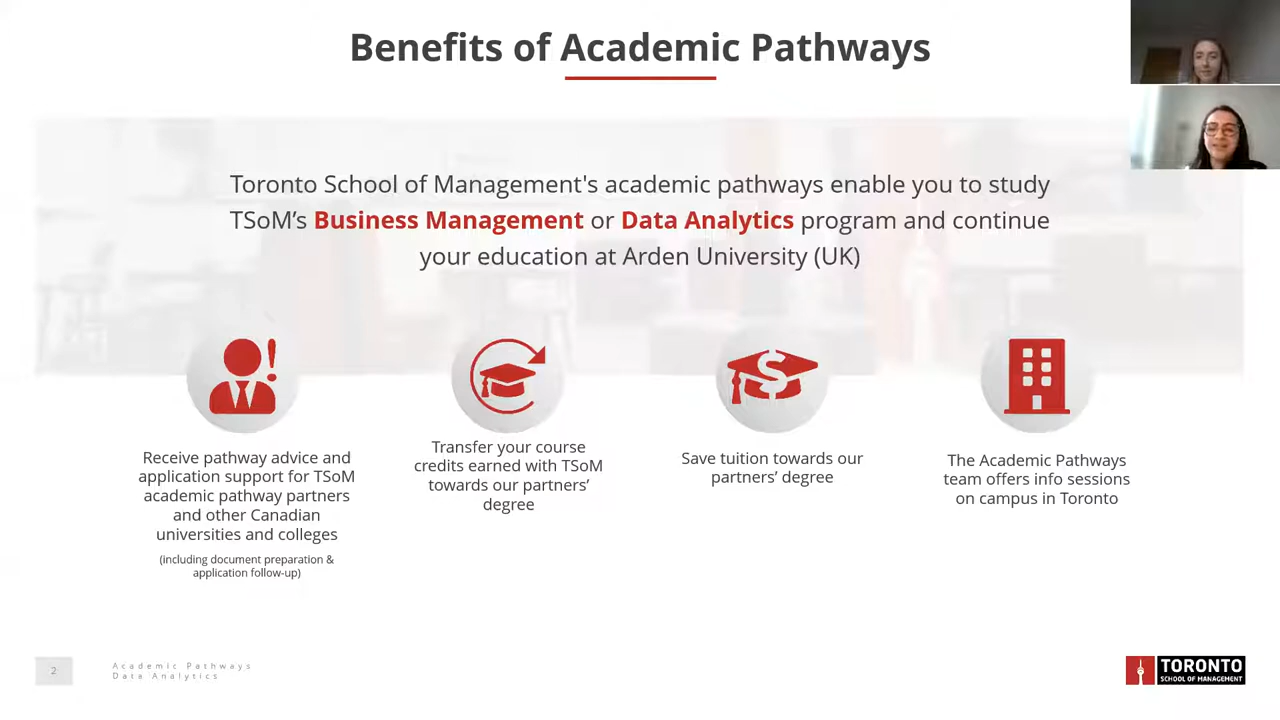 Benefits of Academic Pathways
Toronto School of Management's academic pathways enable you to study
TSoM’s Business Management or Data Analytics program and continue
your education at Arden University (UK)
Receive pathway advice and
application support for TSoM
academic pathway partners
and other Canadian
universities and colleges
(including document preparation &
application follow-up)
Transfer your course
credits earned with TSoM
towards our partners’
degree
Save tuition towards our
partners’ degree
The Academic Pathways
team offers info sessions
on campus in Toronto
2
Academic Pathways
Data Analytics
TORONTO
SCHOOL OF MANAGEMENT